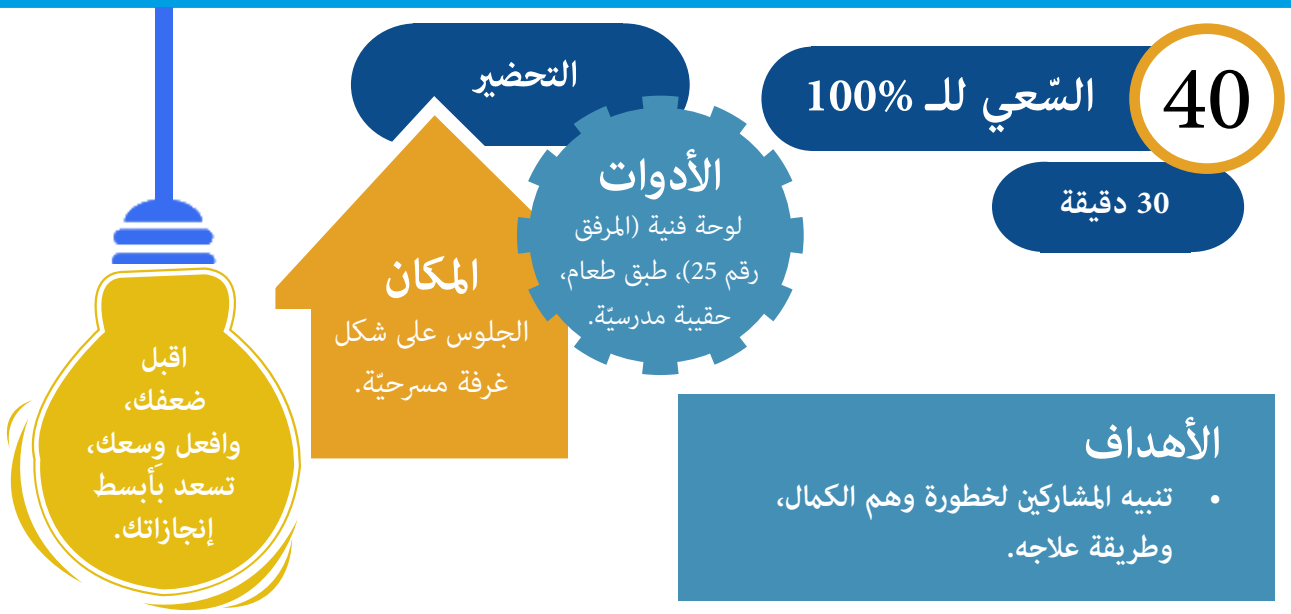 40
السّعي للـ 100%
30 دقيقة
التحضير
الأدوات
لوحة فنية (المرفق
رقم 25)، طبق طعام،
حقيبة مدرسيّة.
المكان
الجلوس على شكل
غرفة مسرحيّة.
اقبل
ضعفك،
وافعل وِسعك،
تسعد بأبسط
إنجازاتك.
الأهداف
• تنبيه المشاركين لخطورة وهم الكمال،
وطريقة علاجه.